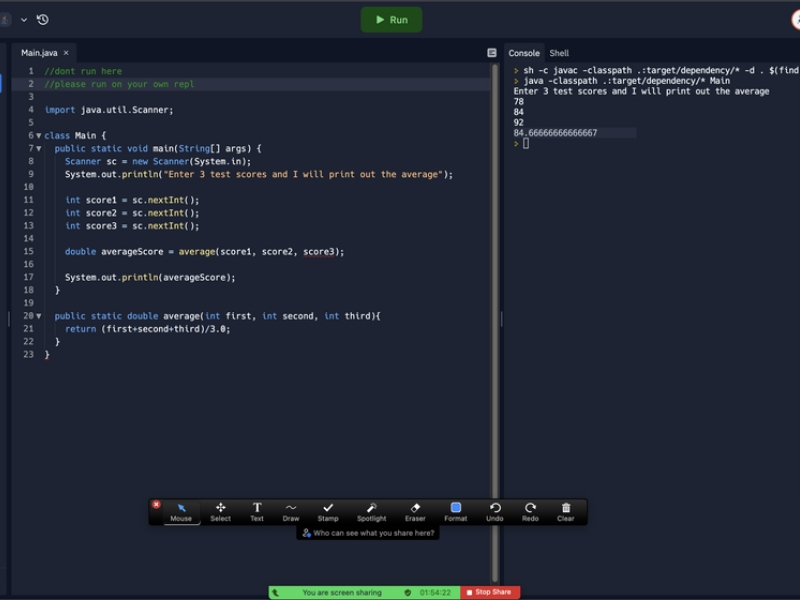 Run
Main.java ×
1 //dont run here
2 //please run on your own repl
3
4 import java.util.Scanner;
5
6 class Main {
7 public static void main(String[] args) {
8 Scanner sc = new Scanner(System.in);
9 System.out.println("Enter 3 test scores and I will print out the average");
10
11 int score1 = sc.nextInt();
12 int score2 = sc.nextInt();
13 int score3 = sc.nextInt();
14
15 double averageScore = average(score1, score2, score3);
16
17 System.out.println(averageScore);
18 }
19
20 public static double average(int first, int second, int third){
21 return (first+second+third)/3.0;
22 }
23 }
Console Shell
> sh -c javac -classpath .:target/dependency/* -d . $(find
> java -classpath .:target/dependency/* Main
Enter 3 test scores and I will print out the average
78
84
92
84.66666666666667
>
Mouse Select Text Draw Stamp Spotlight Eraser Format Undo Redo Clear
Who can see what you share here?
You are screen sharing 01:54:22 Stop Share